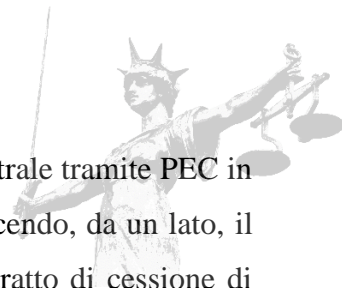 trale tramite PEC in
cendo, da un lato, il
ratto di cessione di